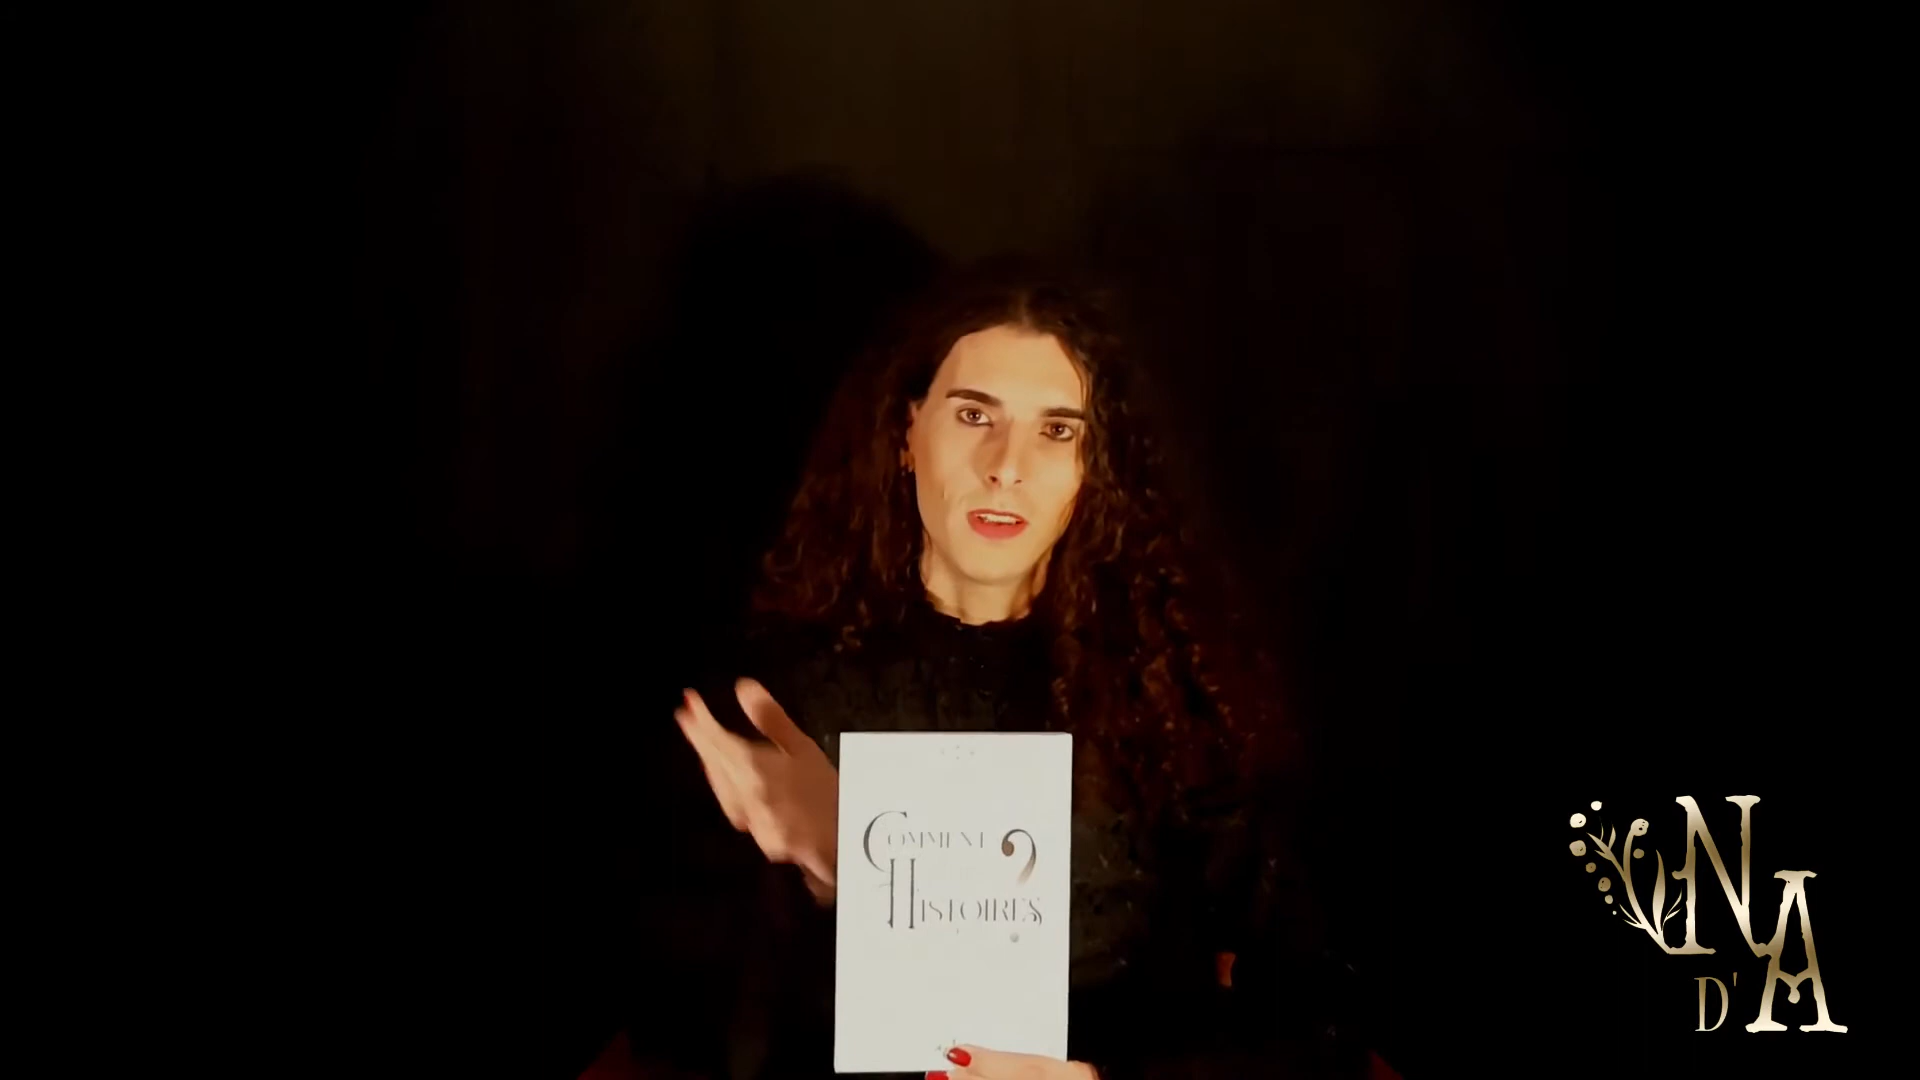 Comment
Histoires ?
N
D'A